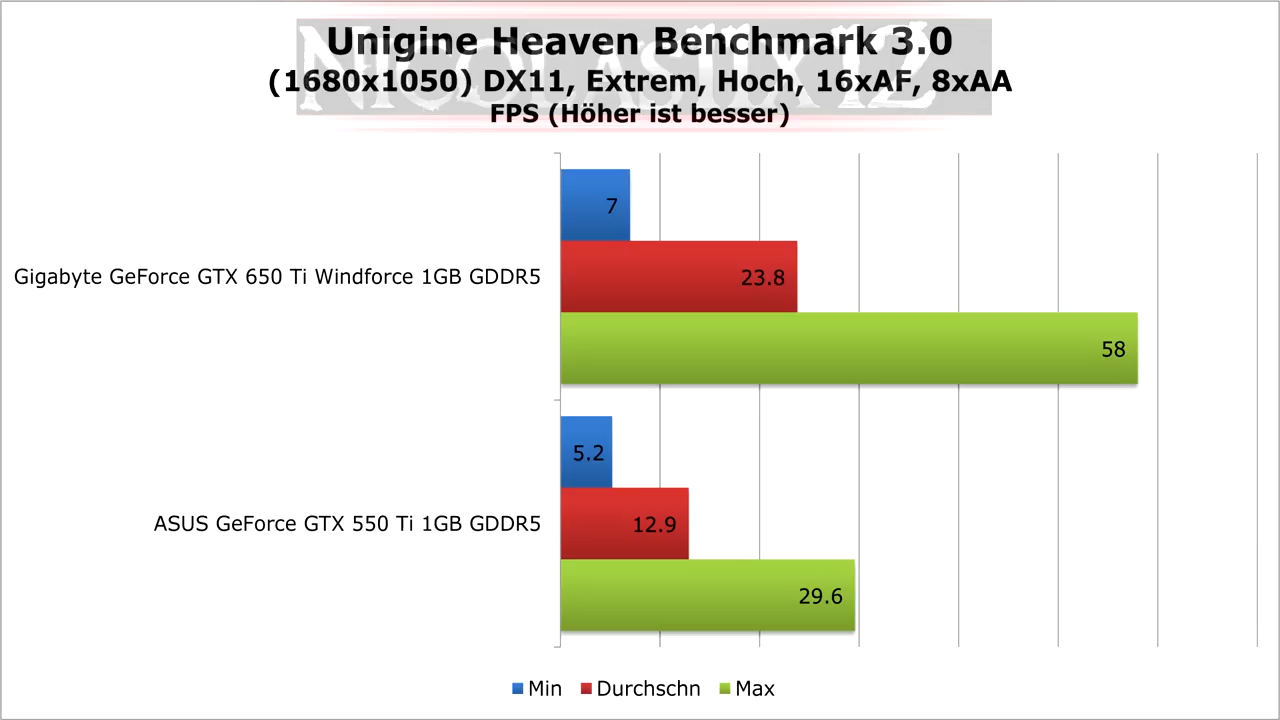 Unigine Heaven Benchmark 3.0
(1680x1050) DX11, Extrem, Hoch, 16xAF, 8xAA
FPS (Höher ist besser)
7
Gigabyte GeForce GTX 650 Ti Windforce 1GB GDDR5
23.8
58
5.2
ASUS GeForce GTX 550 Ti 1GB GDDR5
12.9
29.6
Min Durchschn Max